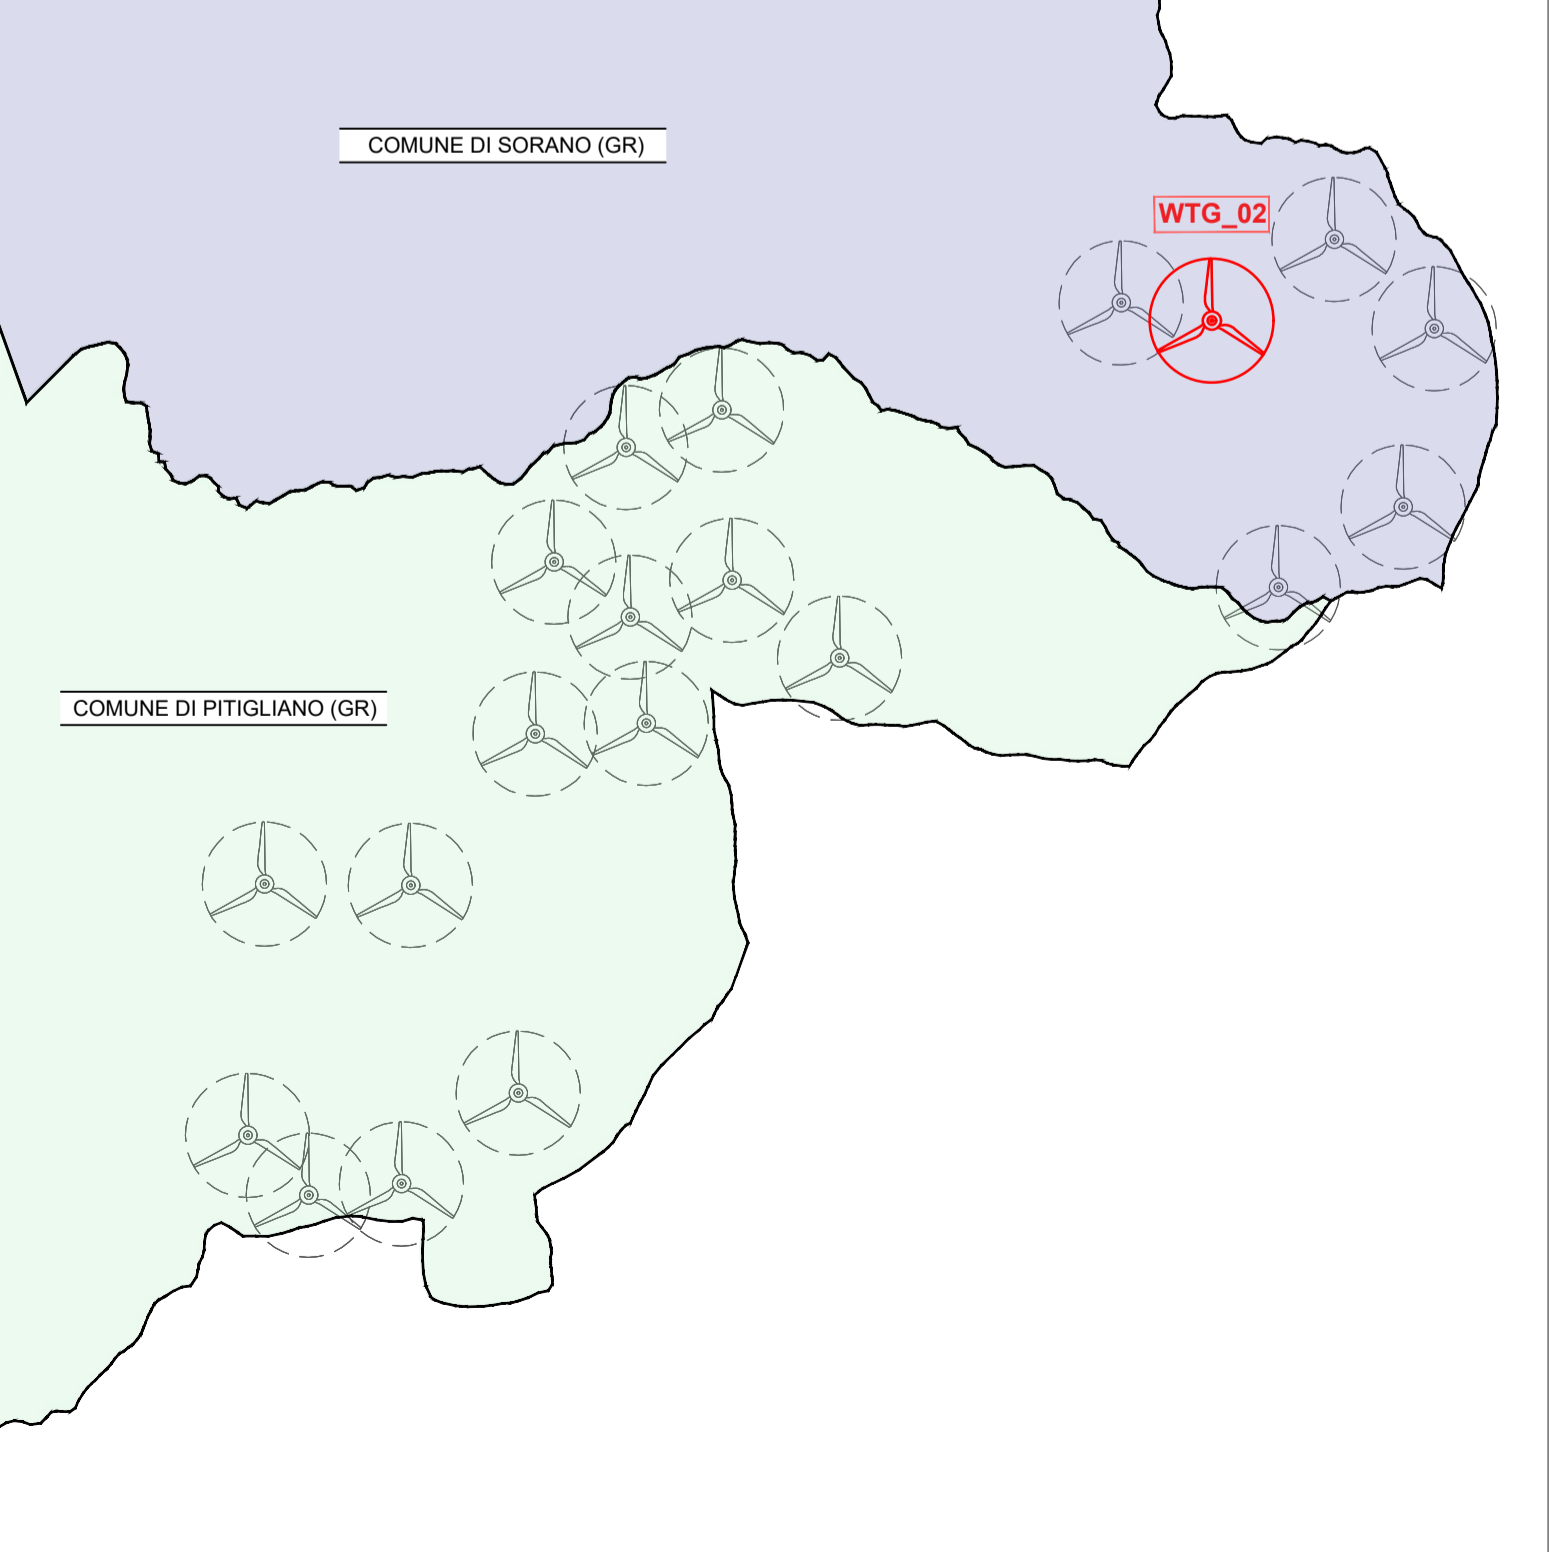 COMUNE DI SORANO (GR)
WTG_02
COMUNE DI PITIGLIANO (GR)